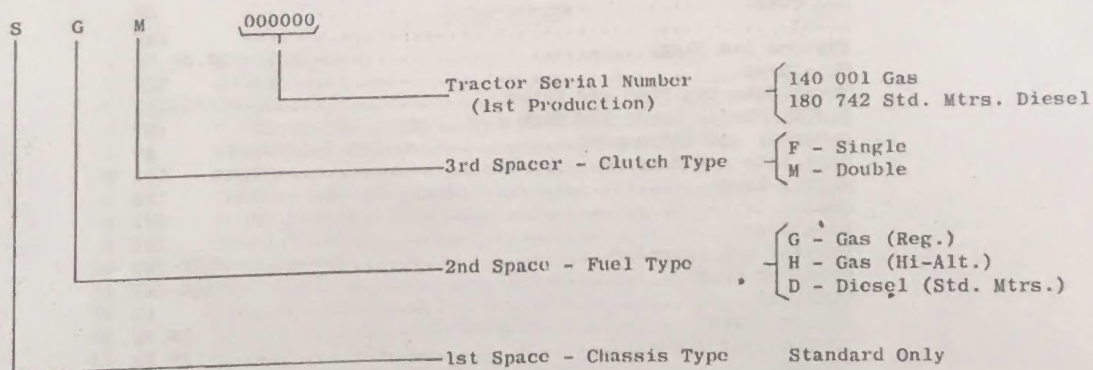 S G M 000000
Tractor Serial Number { 140 001 Gas
(1st Production) 180 742 Std. Mtrs. Diesel
3rd Spacer - Clutch Type { F - Single
M - Double
G - Gas (Reg.)
2nd Space - Fuel Type { H - Gas (Hi-Alt.)
D - Diesel (Std. Mtrs.)
1st Space - Chassis Type Standard Only